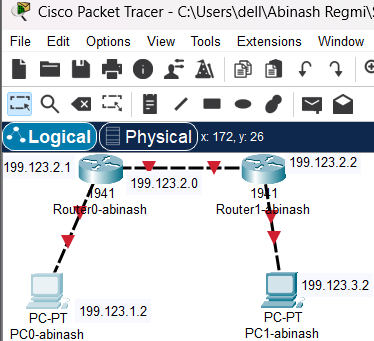 Cisco Packet Tracer - C:\Users\dell\Abinash Regmi\S
File Edit Options View Tools Extensions Window
Logical Physical x: 172, y: 26
199.123.2.1
199.123.2.2
199.123.2.0
1941
Router0-abinash
1941
Router1-abinash
199.123.3.2
199.123.1.2
PC-PT
PC0-abinash
PC-PT
PC1-abinash